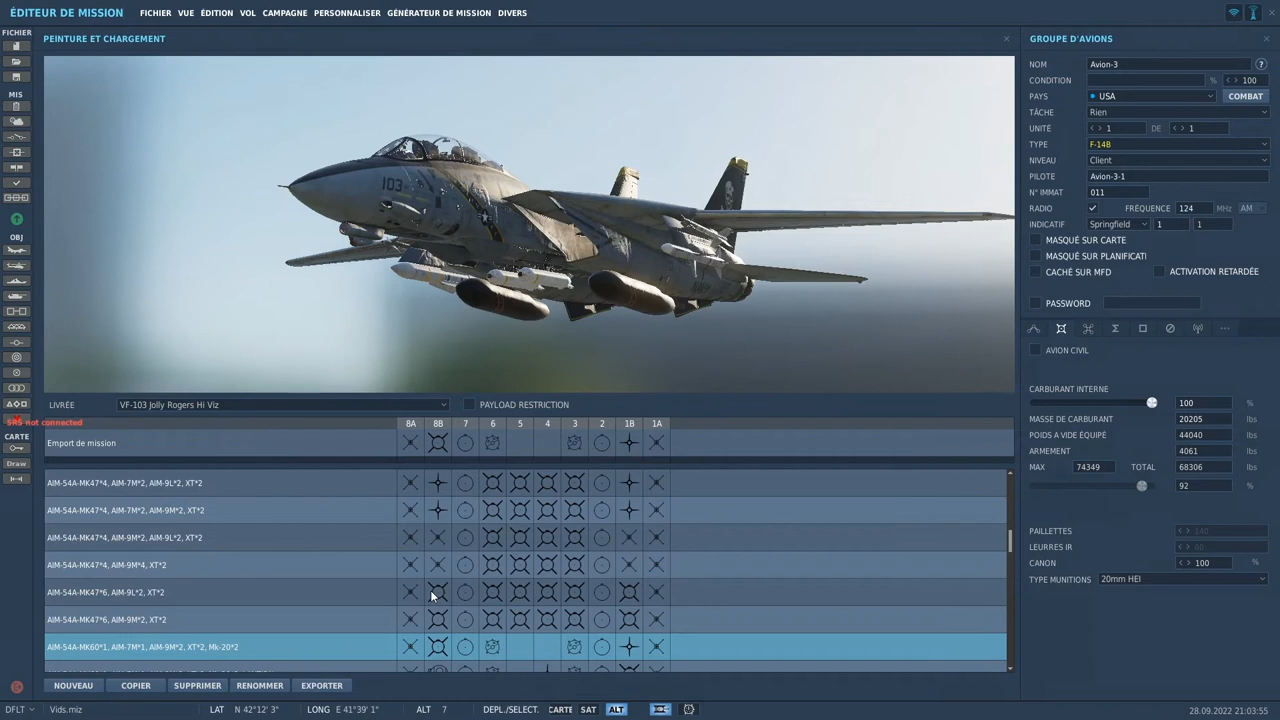 ÉDITEUR DE MISSION FICHIER VUE ÉDITION VOL CAMPAGNE PERSONNALISER GÉNÉRATEUR DE MISSION DIVERS
FICHIER
MIS
OBJ
SRS not connected
CARTE
Draw
PEINTURE ET CHARGEMENT
103
LIVRÉE VF-103 Jolly Rogers Hi Viz PAYLOAD RESTRICTION
8A 8B 7 6 5 4 3 2 1B 1A
Emport de mission
AIM-54A-MK47*4, AIM-7M*2, AIM-9L*2, XT*2
AIM-54A-MK47*4, AIM-7M*2, AIM-9M*2, XT*2
AIM-54A-MK47*4, AIM-9M*2, AIM-9L*2, XT*2
AIM-54A-MK47*4, AIM-9M*4, XT*2
AIM-54A-MK47*6, AIM-9L*2, XT*2
AIM-54A-MK47*6, AIM-9M*2, XT*2
AIM-54A-MK60*1, AIM-7M*1, AIM-9M*2, XT*2, Mk-20*2
NOUVEAU COPIER SUPPRIMER RENOMMER EXPORTER
GROUPE D'AVIONS
NOM Avion-3 ?
CONDITION % 100
PAYS USA COMBAT
TÂCHE Rien
UNITÉ 1 DE 1
TYPE F-14B
NIVEAU Client
PILOTE Avion-3-1
N° IMMAT 011
RADIO FRÉQUENCE 124 MHz AM
INDICATIF Springfield 1 1
MASQUÉ SUR CARTE
MASQUÉ SUR PLANIFICATI
CACHÉ SUR MFD ACTIVATION RETARDÉE
PASSWORD
AVION CIVIL
CARBURANT INTERNE
100 %
MASSE DE CARBURANT 20205 lbs
POIDS A VIDE ÉQUIPÉ 44040 lbs
ARMEMENT 4061 lbs
MAX 74349 TOTAL 68306 lbs
92 %
PAILLETTES 140
LEURRES IR 60
CANON 100 %
TYPE MUNITIONS 20mm HEI
DFLT Vids.miz LAT N 42°12' 3" LONG E 41°39' 1" ALT 7 DEPL./SELECT. CARTE SAT ALT 28.09.2022 21:03:55